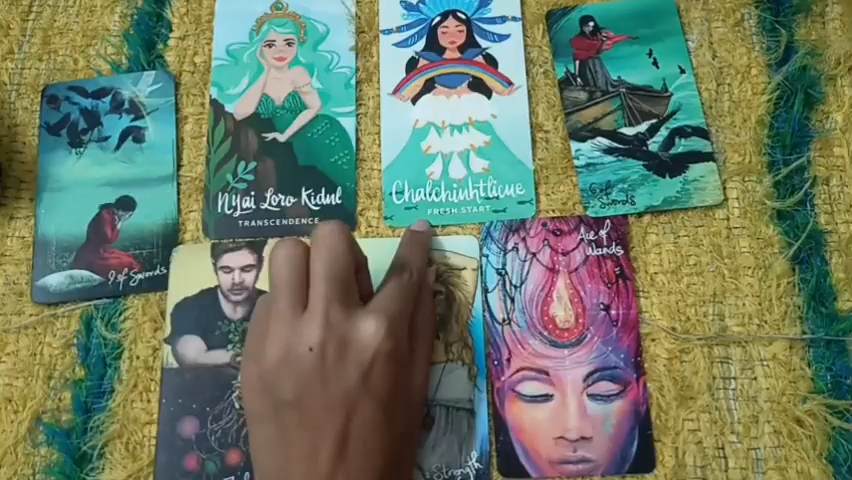 Nyai Loro Kidul
TRANSCENDENCE
Chalchiuhtlicue
FRESH START
6 of
Swords
9 of Swords
Ace of
Wands
Strength